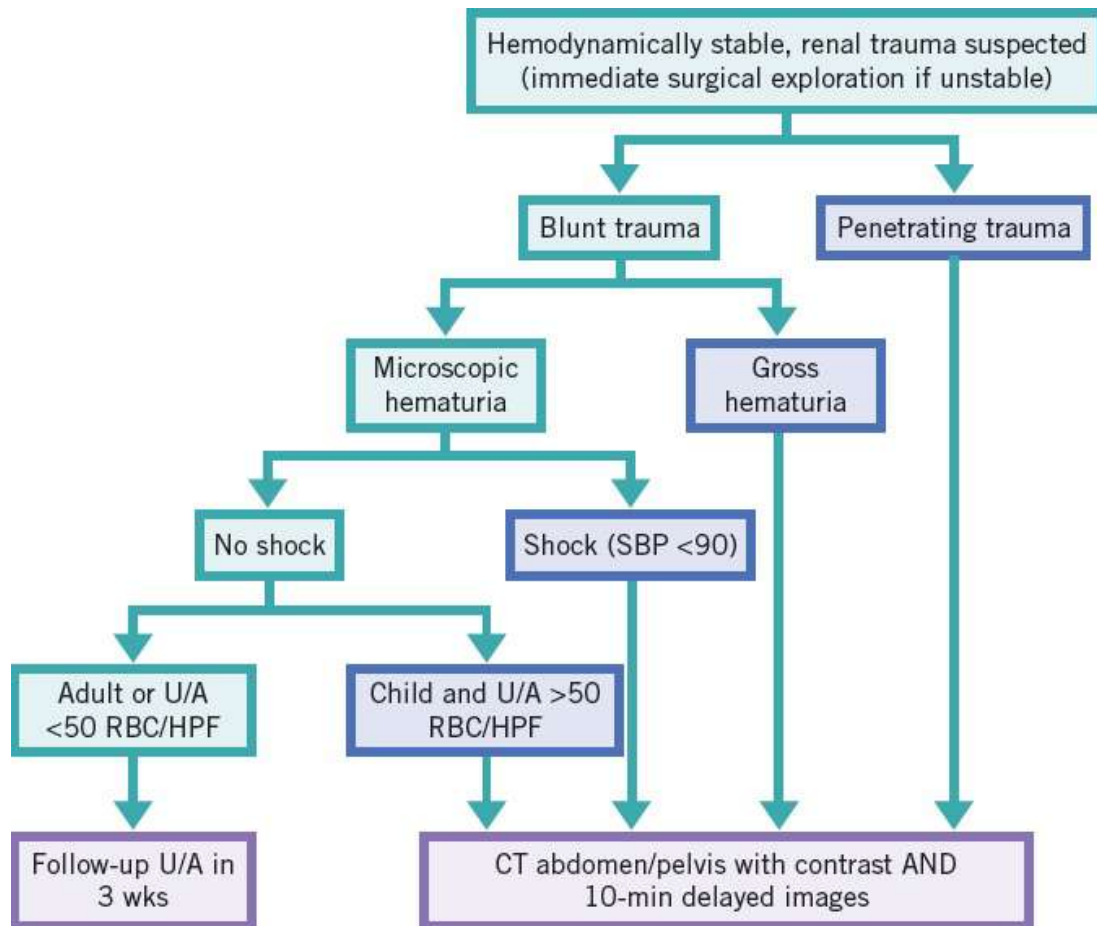 Hemodynamically stable, renal trauma suspected
(immediate surgical exploration if unstable)
Blunt trauma
Penetrating trauma
Microscopic
hematuria
Gross
hematuria
No shock
Shock (SBP <90)
Adult or U/A
<50 RBC/HPF
Child and U/A >50
RBC/HPF
Follow-up U/A in
3 wks
CT abdomen/pelvis with contrast AND
10-min delayed images